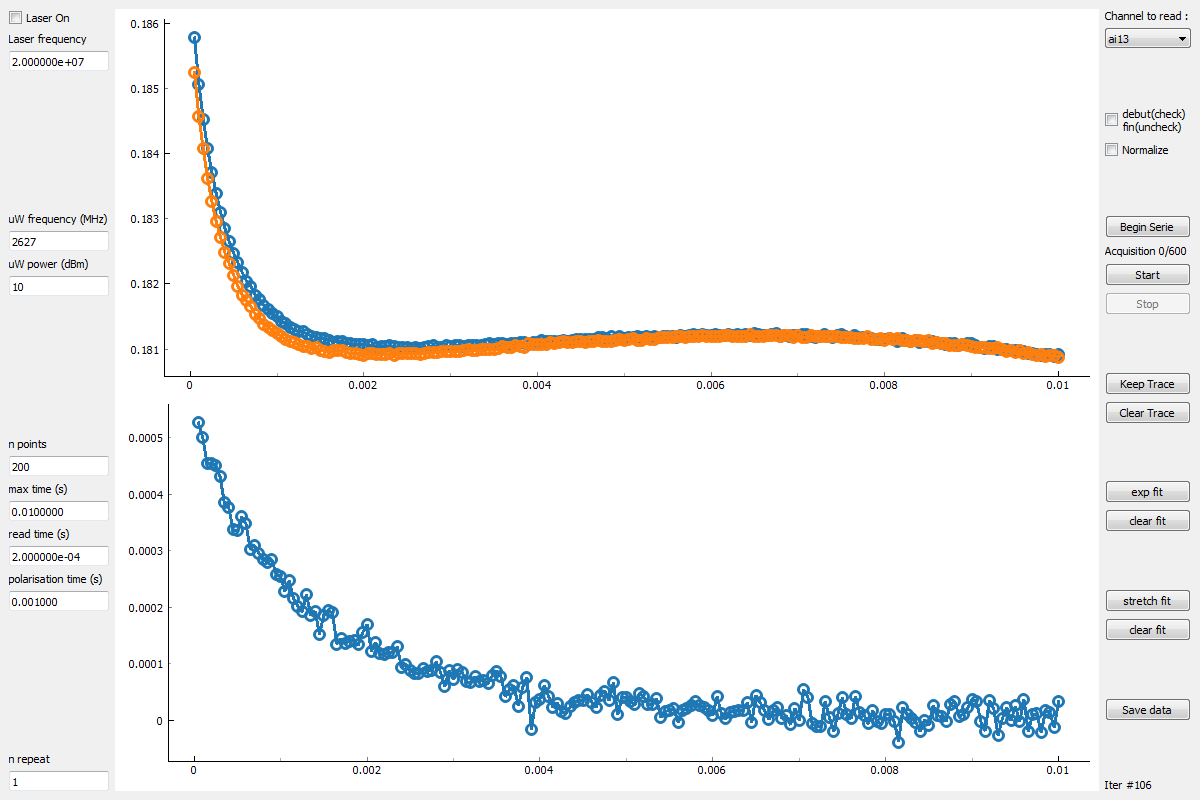 Laser On
Laser frequency
2.000000e+07
uW frequency (MHz)
2627
uW power (dBm)
10
n points
200
max time (s)
0.0100000
read time (s)
2.000000e-04
polarisation time (s)
0.001000
n repeat
1
0.186
0.185
0.184
0.183
0.182
0.181
0
0.002
0.004
0.006
0.008
0.01
0.0005
0.0004
0.0003
0.0002
0.0001
0
0
0.002
0.004
0.006
0.008
0.01
Channel to read :
ai13
debut(check)
fin(uncheck)
Normalize
Begin Serie
Acquisition 0/600
Start
Stop
Keep Trace
Clear Trace
exp fit
clear fit
stretch fit
clear fit
Save data
Iter #106